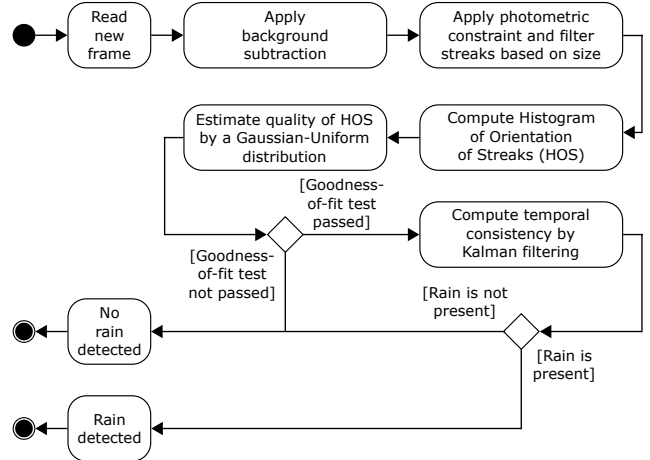 Read
new
frame
Apply
background
subtraction
Apply photometric
constraint and filter
streaks based on size
Estimate quality of HOS
by a Gaussian-Uniform
distribution
Compute Histogram
of Orientation
of Streaks (HOS)
[Goodness-
of-fit test
passed]
Compute temporal
consistency by
Kalman filtering
[Goodness-
of-fit test
not passed]
[Rain is not
present]
No
rain
detected
[Rain is
present]
Rain
detected